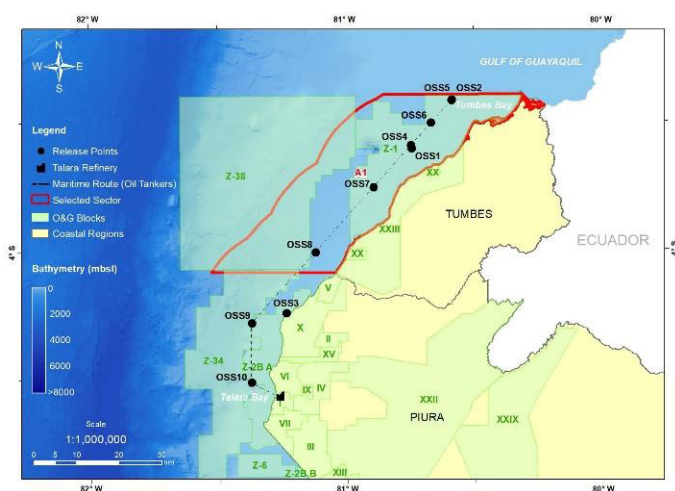 82° W
81° W
80° W
GULF OF GUAYAQUIL
N
W E
S
OSS5 OSS2
Tumbes Bay
OSS6
Legend
Release Points
Talara Refinery
Maritime Route (Oil Tankers)
Selected Sector
O&G Blocks
Coastal Regions
Bathymetry (mbsl)
0
2000
4000
6000
>8000
Scale
1:1,000,000
0 5 10 20 30
OSS4
Z-1
OSS1
Z-38
A1
XX
OSS7
TUMBES
XXIII
ECUADOR
OSS8
XX
4° S
4° S
V
OSS3
OSS9
X
II
Z-34
XV
Z-2B A
OSS10
VI
IX
IV
Talara Bay
XXII
PIURA
VII
XXIX
III
Z-6
Z-2B B
XIII
82° W
81° W
80° W